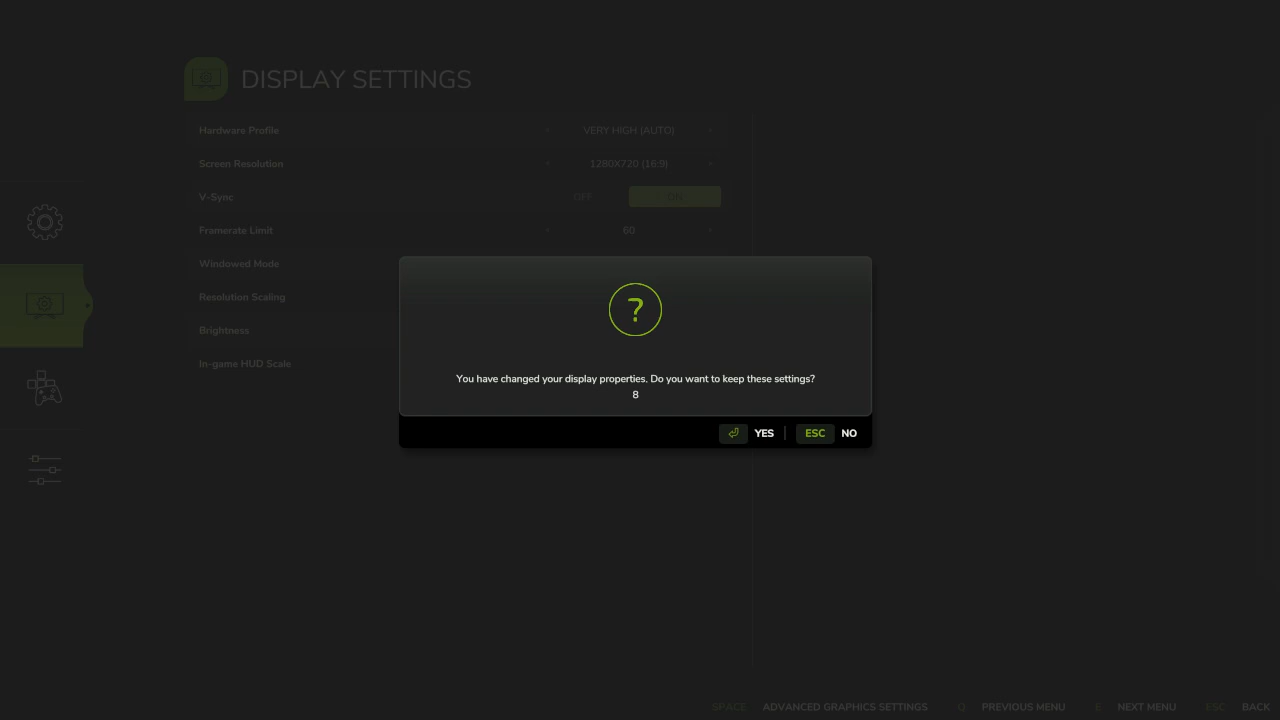 DISPLAY SETTINGS
Hardware Profile VERY HIGH (AUTO)
Screen Resolution 1280X720 (16:9)
V-Sync OFF ON
Framerate Limit 60
Windowed Mode
Resolution Scaling
Brightness
In-game HUD Scale
?
You have changed your display properties. Do you want to keep these settings?
8
YES ESC NO
SPACE ADVANCED GRAPHICS SETTINGS Q PREVIOUS MENU E NEXT MENU ESC BACK